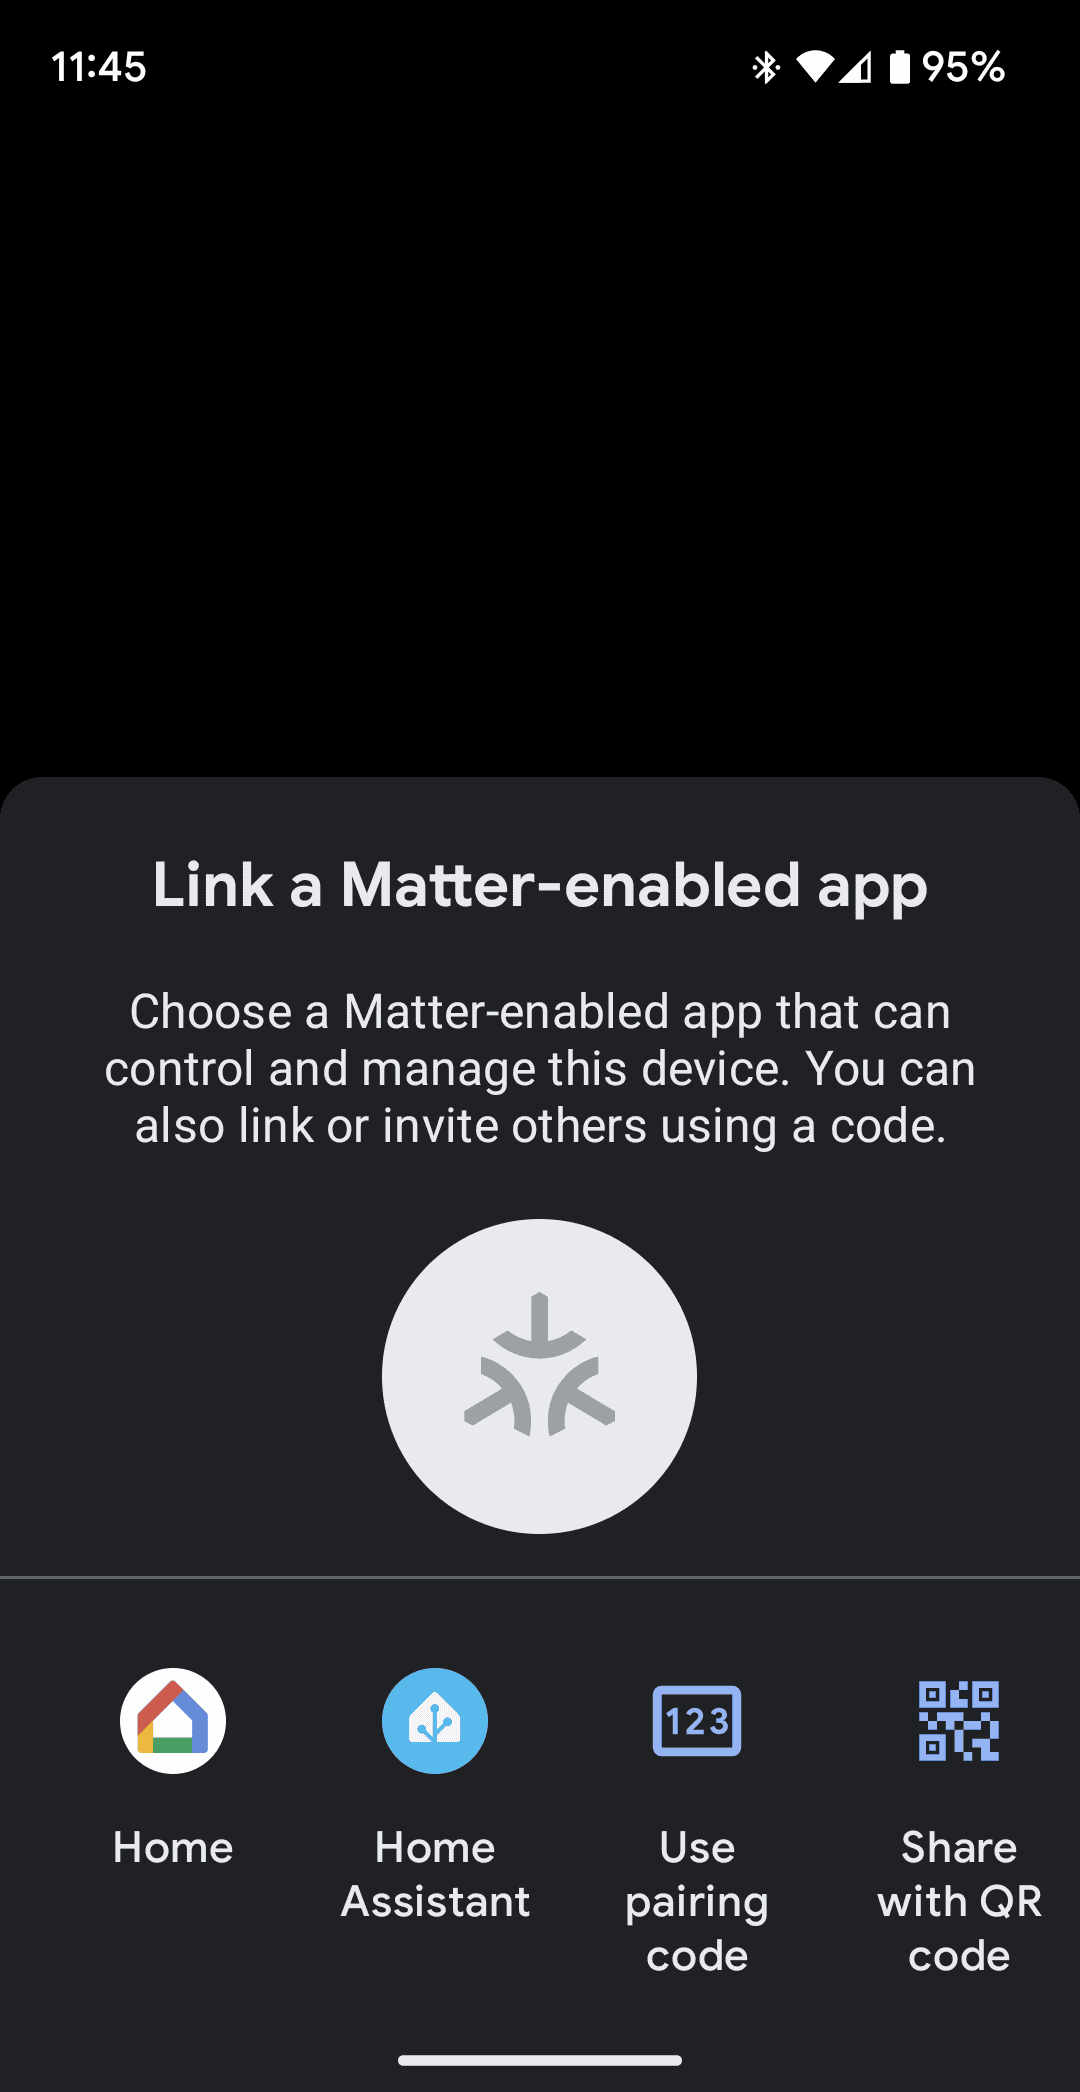 11:45
95%
Link a Matter-enabled app
Choose a Matter-enabled app that can
control and manage this device. You can
also link or invite others using a code.
123
Home
Home
Assistant
Use
pairing
code
Share
with QR
code